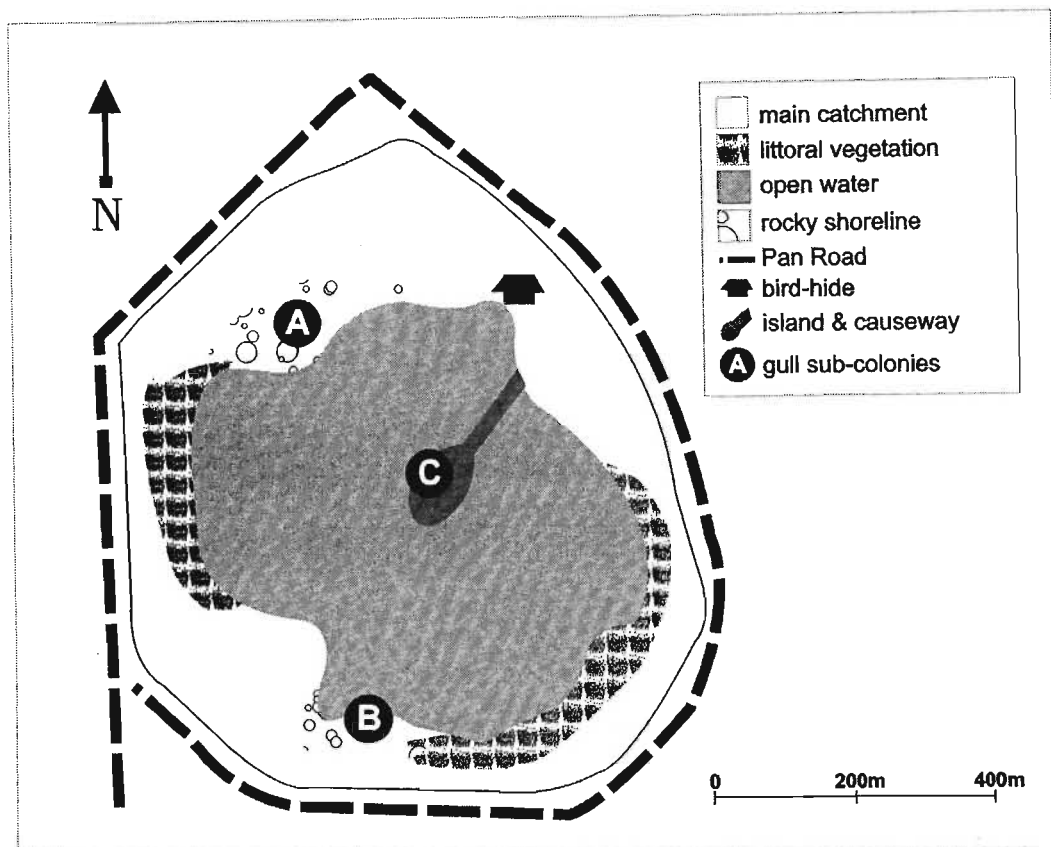 N
main catchment
littoral vegetation
open water
rocky shoreline
Pan Road
bird-hide
island & causeway
A gull sub-colonies
A
C
B
0 200m 400m